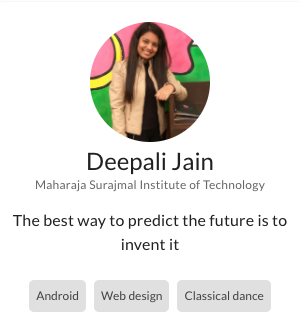 Deepali Jain
Maharaja Surajmal Institute of Technology
The best way to predict the future is to
invent it
Android
Web design
Classical dance